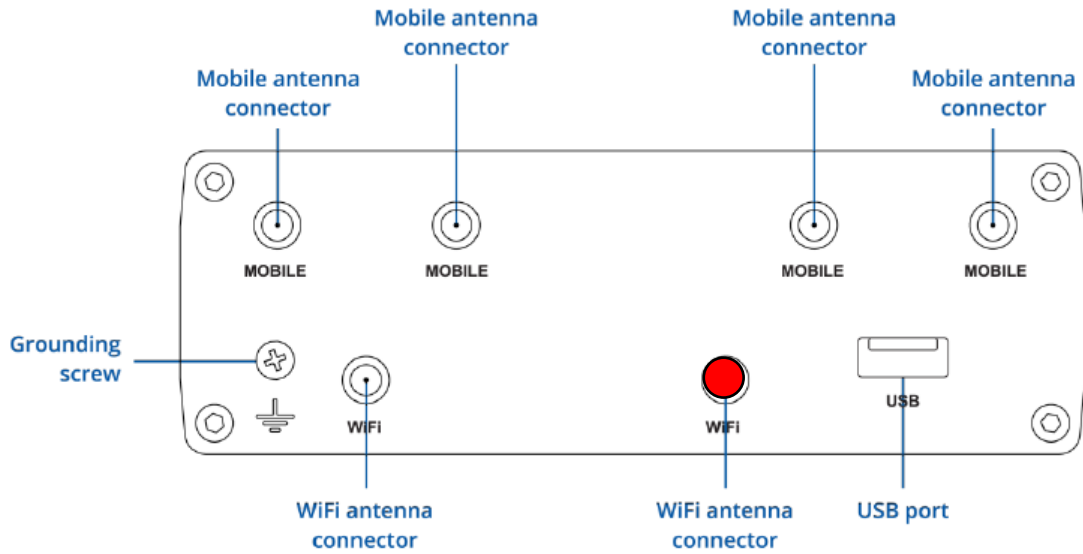 Mobile antenna
connector
Mobile antenna
connector
Mobile antenna
connector
Mobile antenna
connector
MOBILE
MOBILE
MOBILE
MOBILE
Grounding
screw
WiFi
WiFi
USB
WiFi antenna
connector
WiFi antenna
connector
USB port